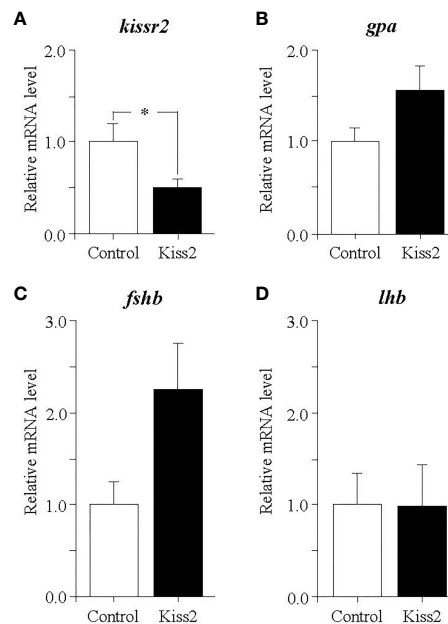 A
kissr2
Relative mRNA level
2.0
1.0
0.0
*
Control Kiss2
B
gpa
Relative mRNA level
2.0
1.0
0.0
Control Kiss2
C
fshb
Relative mRNA level
3.0
2.0
1.0
0.0
Control Kiss2
D
lhb
Relative mRNA level
3.0
2.0
1.0
0.0
Control Kiss2